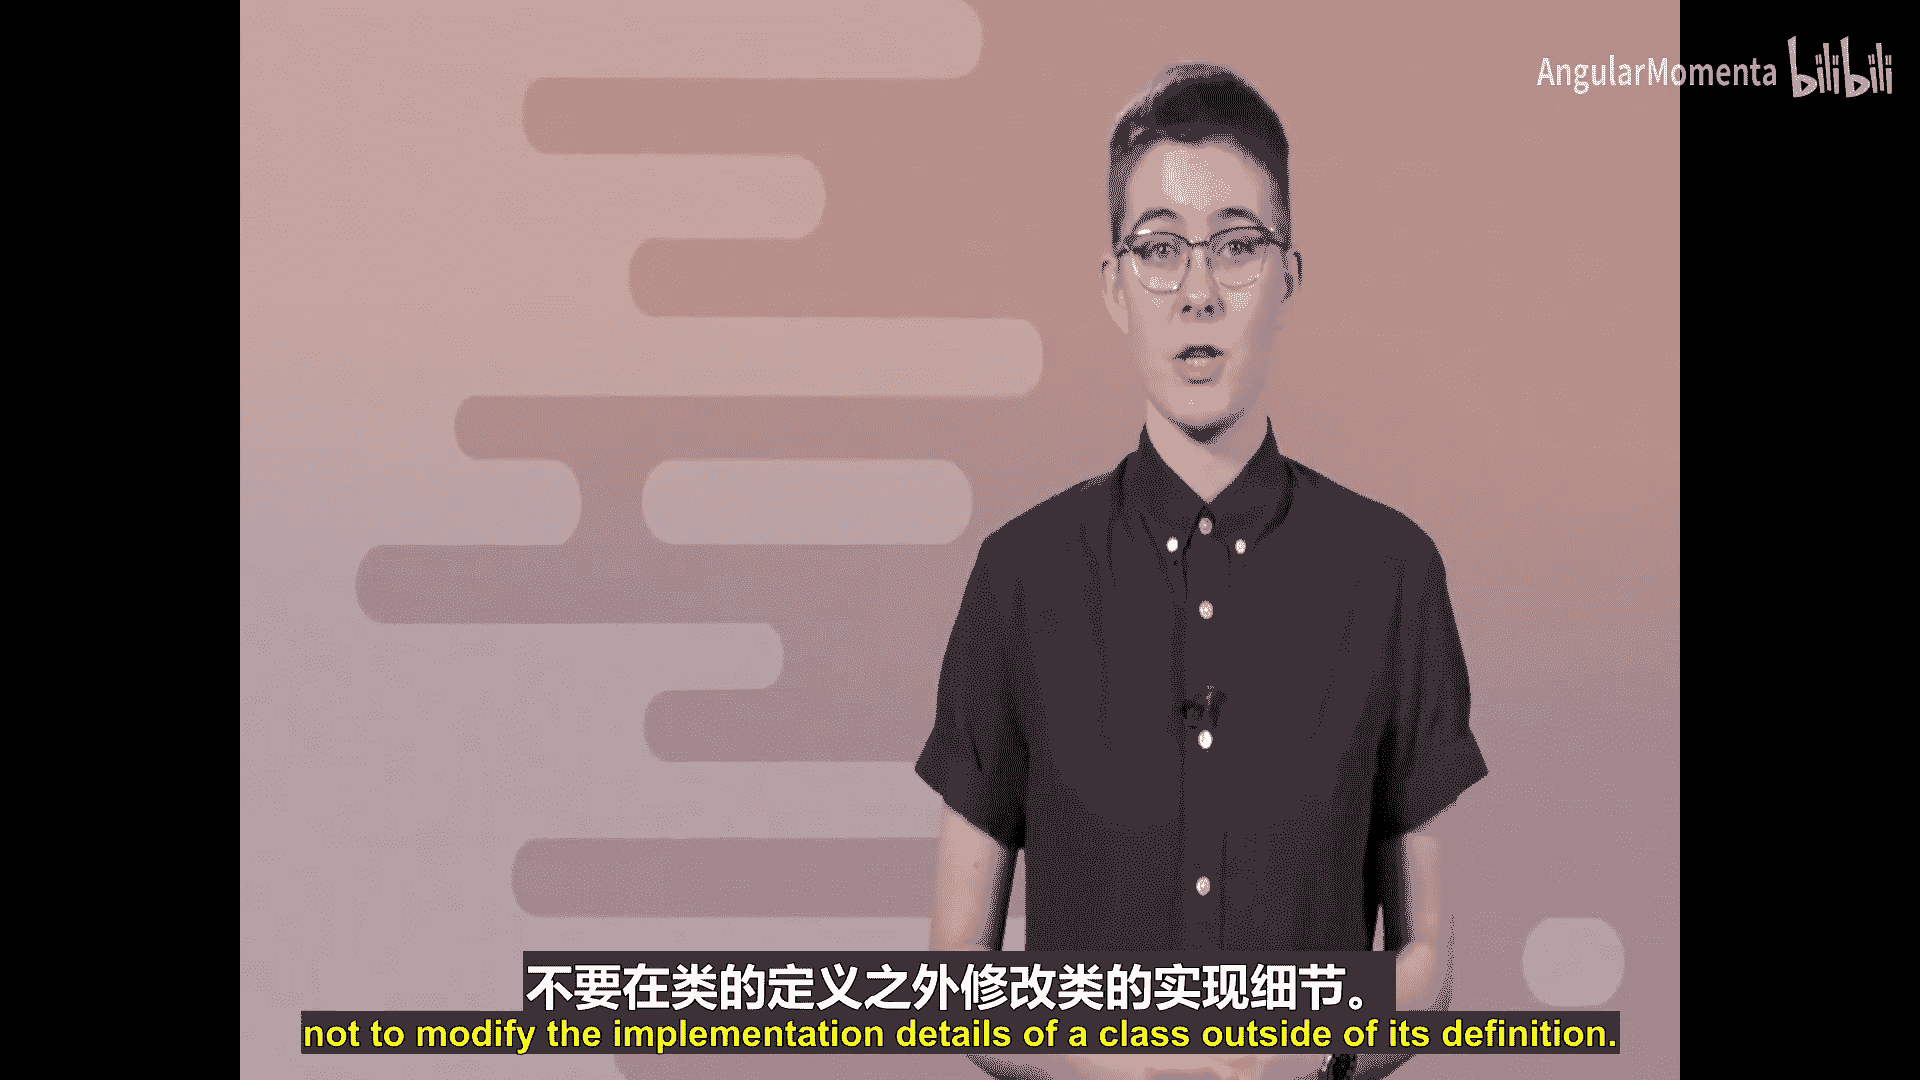 AngularMomenta bilibili
不要在类的定义之外修改类的实现细节。
not to modify the implementation details of a class outside of its definition.